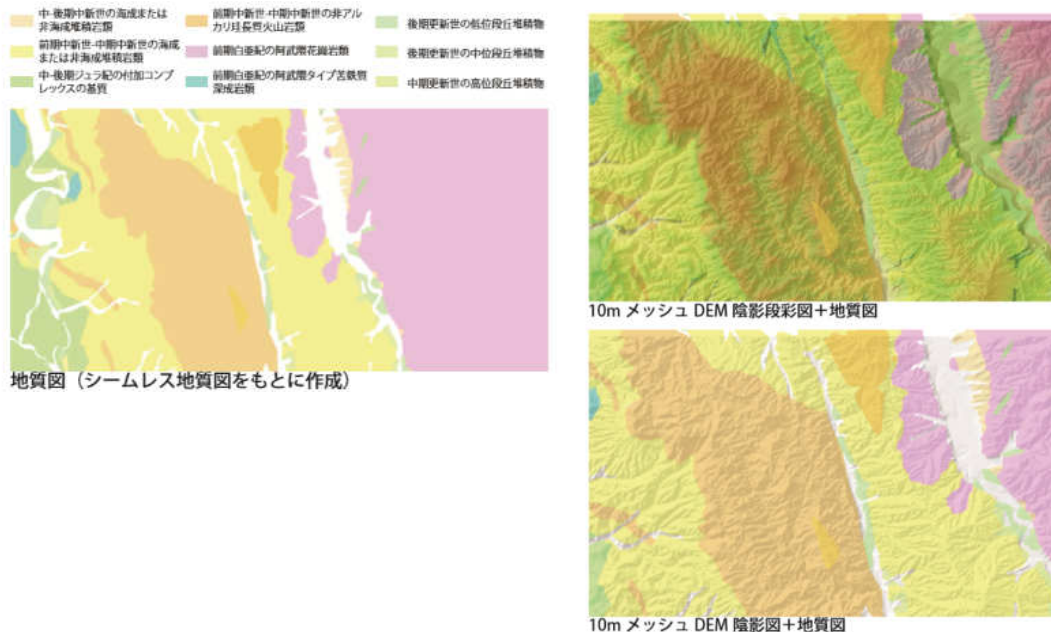 中-後期中新世の海成または
非海成堆積岩類
前期中新世-中期中新世の海成
または非海成堆積岩類
中-後期ジュラ紀の付加コンプ
レックスの基質
前期中新世-中期中新世の非アル
カリ珪長質火山岩類
前期白亜紀の阿武隈花崗岩類
前期白亜紀の阿武隈タイプ苦鉄質
深成岩類
後期更新世の低位段丘堆積物
後期更新世の中位段丘堆積物
中期更新世の高位段丘堆積物
地質図（シームレス地質図をもとに作成）
10m メッシュ DEM 陰影段彩図＋地質図
10m メッシュ DEM 陰影図＋地質図